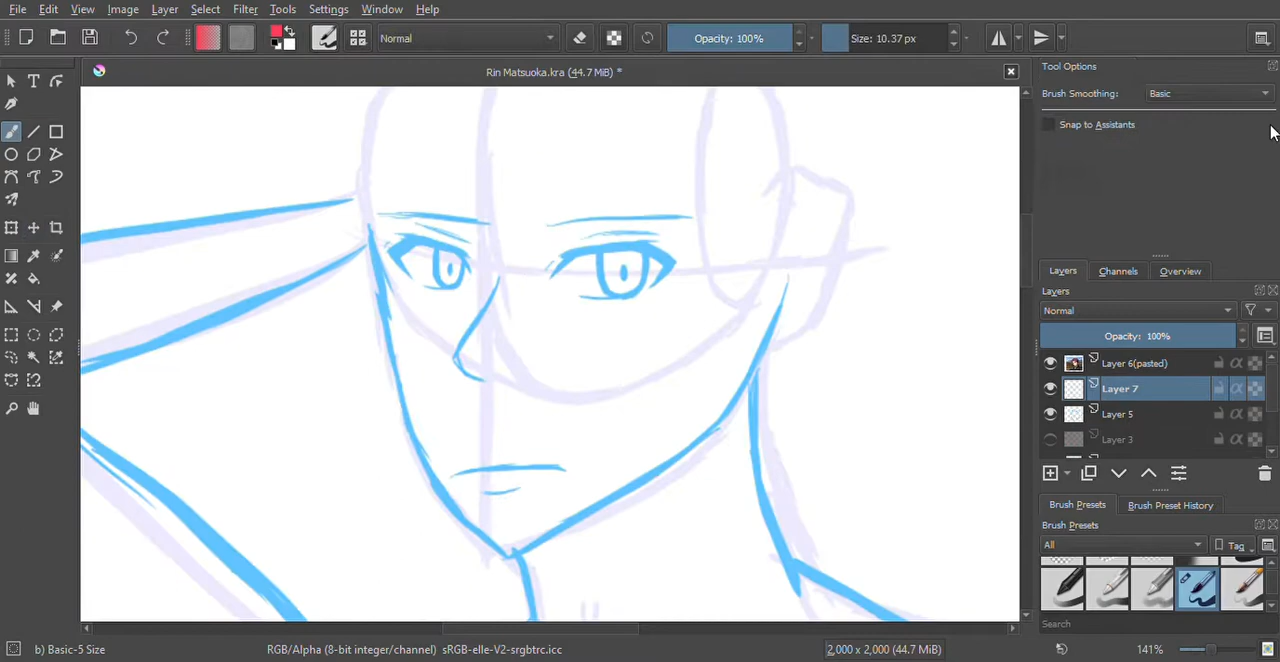 File Edit View Image Layer Select Filter Tools Settings Window Help
Normal Opacity: 100% Size: 10.37 px
Rin Matsuoka.kra (44.7 MiB) *
Tool Options
Brush Smoothing: Basic
Snap to Assistants
Layers Channels Overview
Layers
Normal
Opacity: 100%
Layer 6(pasted)
Layer 7
Layer 5
Layer 3
Brush Presets Brush Preset History
Brush Presets
All Tag
Search
b) Basic-5 Size RGB/Alpha (8-bit integer/channel) sRGB-elle-V2-srgbtrc.icc 2,000 x 2,000 (44.7 MiB) 141%